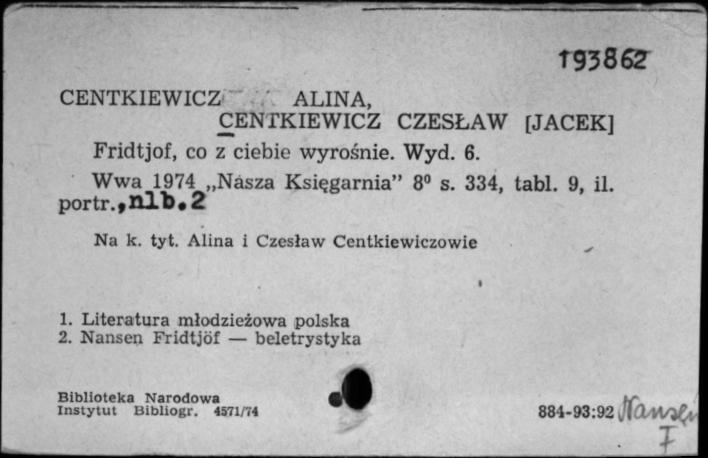 193862
CENTKIEWICZ ALINA,
CENTKIEWICZ CZESŁAW [JACEK]
Fridtjof, co z ciebie wyrośnie. Wyd. 6.
Wwa 1974 „Nasza Księgarnia” 8⁰ s. 334, tabl. 9, il.
portr., nlb. 2
Na k. tyt. Alina i Czesław Centkiewiczowie
1. Literatura młodzieżowa polska
2. Nansen Fridtjöf — beletrystyka
Biblioteka Narodowa
Instytut Bibliogr. 4571/74
884-93:92 Nansen
F